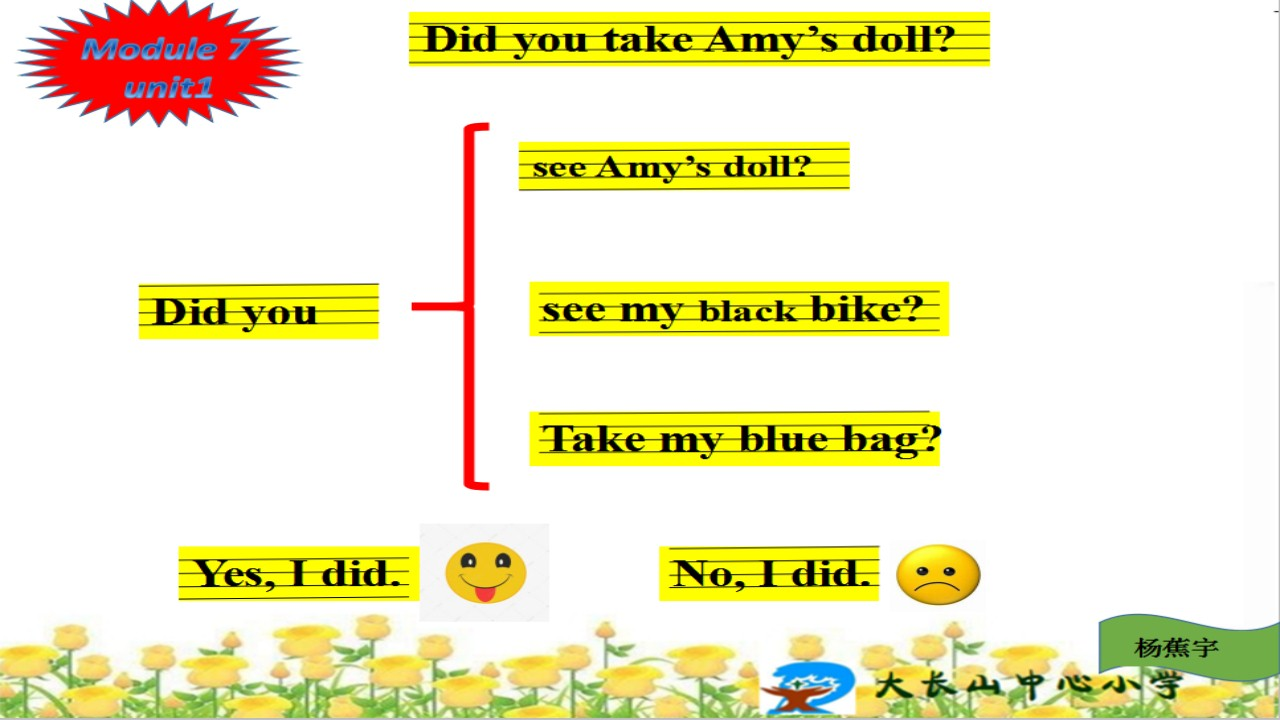 Module 7
unit1
Did you take Amy’s doll?
see Amy’s doll?
Did you
see my black bike?
Take my blue bag?
Yes, I did.
No, I did.
杨蕉宇
大长山中心小学